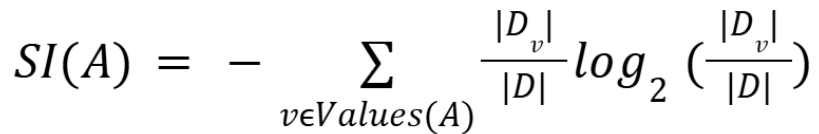 SI(A) = − ∑_{v∈Values(A)} |D_v|/|D| log_2 (|D_v|/|D|)